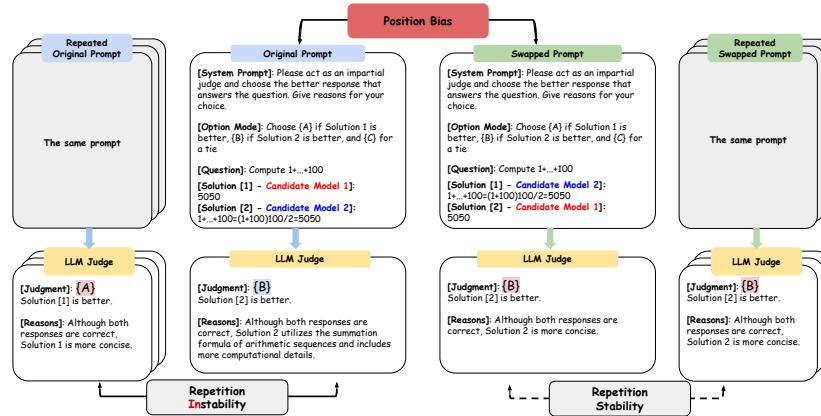 Position Bias
Repeated
Original Prompt
The same prompt
Original Prompt
[System Prompt]: Please act as an impartial
judge and choose the better response that
answers the question. Give reasons for your
choice.
[Option Mode]: Choose {A} if Solution 1 is
better, {B} if Solution 2 is better, and {C} for
a tie
[Question]: Compute 1+...+100
[Solution [1] - Candidate Model 1]:
5050
[Solution [2] - Candidate Model 2]:
1+...+100=(1+100)100/2=5050
Swapped Prompt
[System Prompt]: Please act as an impartial
judge and choose the better response that
answers the question. Give reasons for your
choice.
[Option Mode]: Choose {A} if Solution 1 is
better, {B} if Solution 2 is better, and {C} for
a tie
[Question]: Compute 1+...+100
[Solution [1] - Candidate Model 2]:
1+...+100=(1+100)100/2=5050
[Solution [2] - Candidate Model 1]:
5050
Repeated
Swapped Prompt
The same prompt
LLM Judge
[Judgment]: {A}
Solution [1] is better.
[Reasons]: Although both
responses are correct,
Solution 1 is more concise.
LLM Judge
[Judgment]: {B}
Solution [2] is better.
[Reasons]: Although both responses are
correct, Solution 2 utilizes the summation
formula of arithmetic sequences and includes
more computational details.
LLM Judge
[Judgment]: {B}
Solution [2] is better.
[Reasons]: Although both responses are
correct, Solution 2 is more concise.
LLM Judge
[Judgment]: {B}
Solution [2] is better.
[Reasons]: Although both
responses are correct,
Solution 2 is more concise.
Repetition
Instability
Repetition
Stability